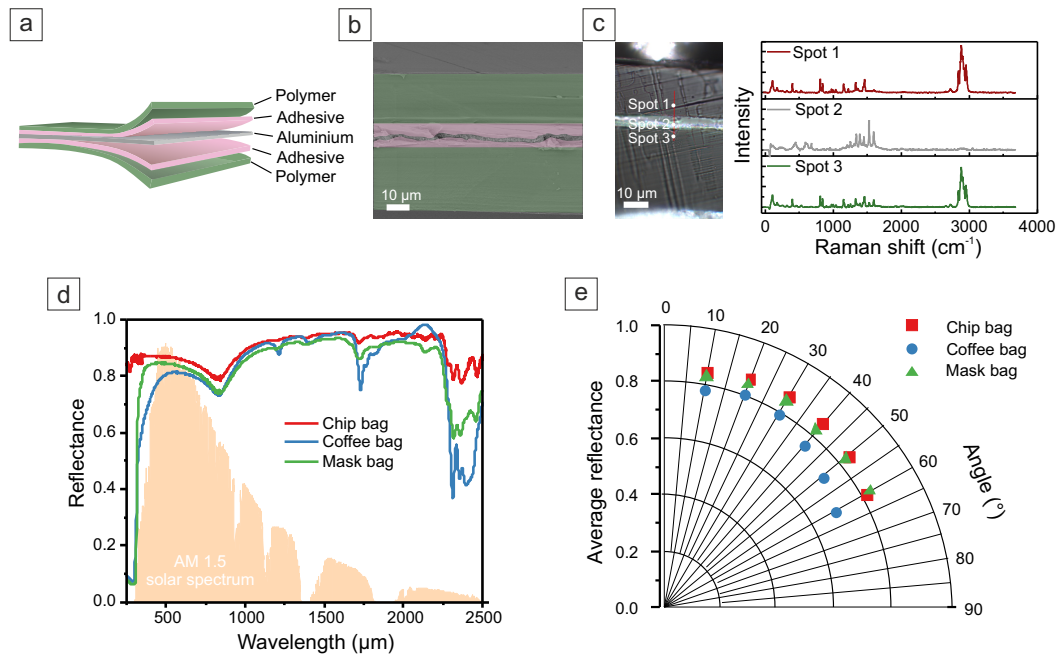 a
Polymer
Adhesive
Aluminium
Adhesive
Polymer
b
10 µm
c
Spot 1
Spot 2
Spot 3
10 µm
Intensity
Spot 1
Spot 2
Spot 3
0 1000 2000 3000 4000
Raman shift (cm⁻¹)
d
Reflectance
1.0
0.8
0.6
0.4
0.2
0.0
Chip bag
Coffee bag
Mask bag
AM 1.5
solar spectrum
500 1000 1500 2000 2500
Wavelength (µm)
e
Average reflectance
1.0
0.8
0.6
0.4
0.2
0.0
0
10
20
30
40
50
60
70
80
90
Angle (°)
Chip bag
Coffee bag
Mask bag